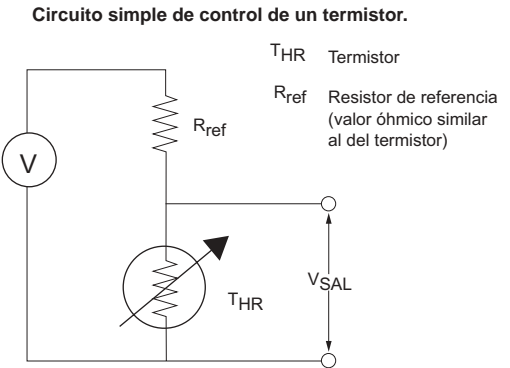 Circuito simple de control de un termistor.
THR Termistor
Rref Resistor de referencia
(valor óhmico similar
al del termistor)
Rref
V
VSAL
THR